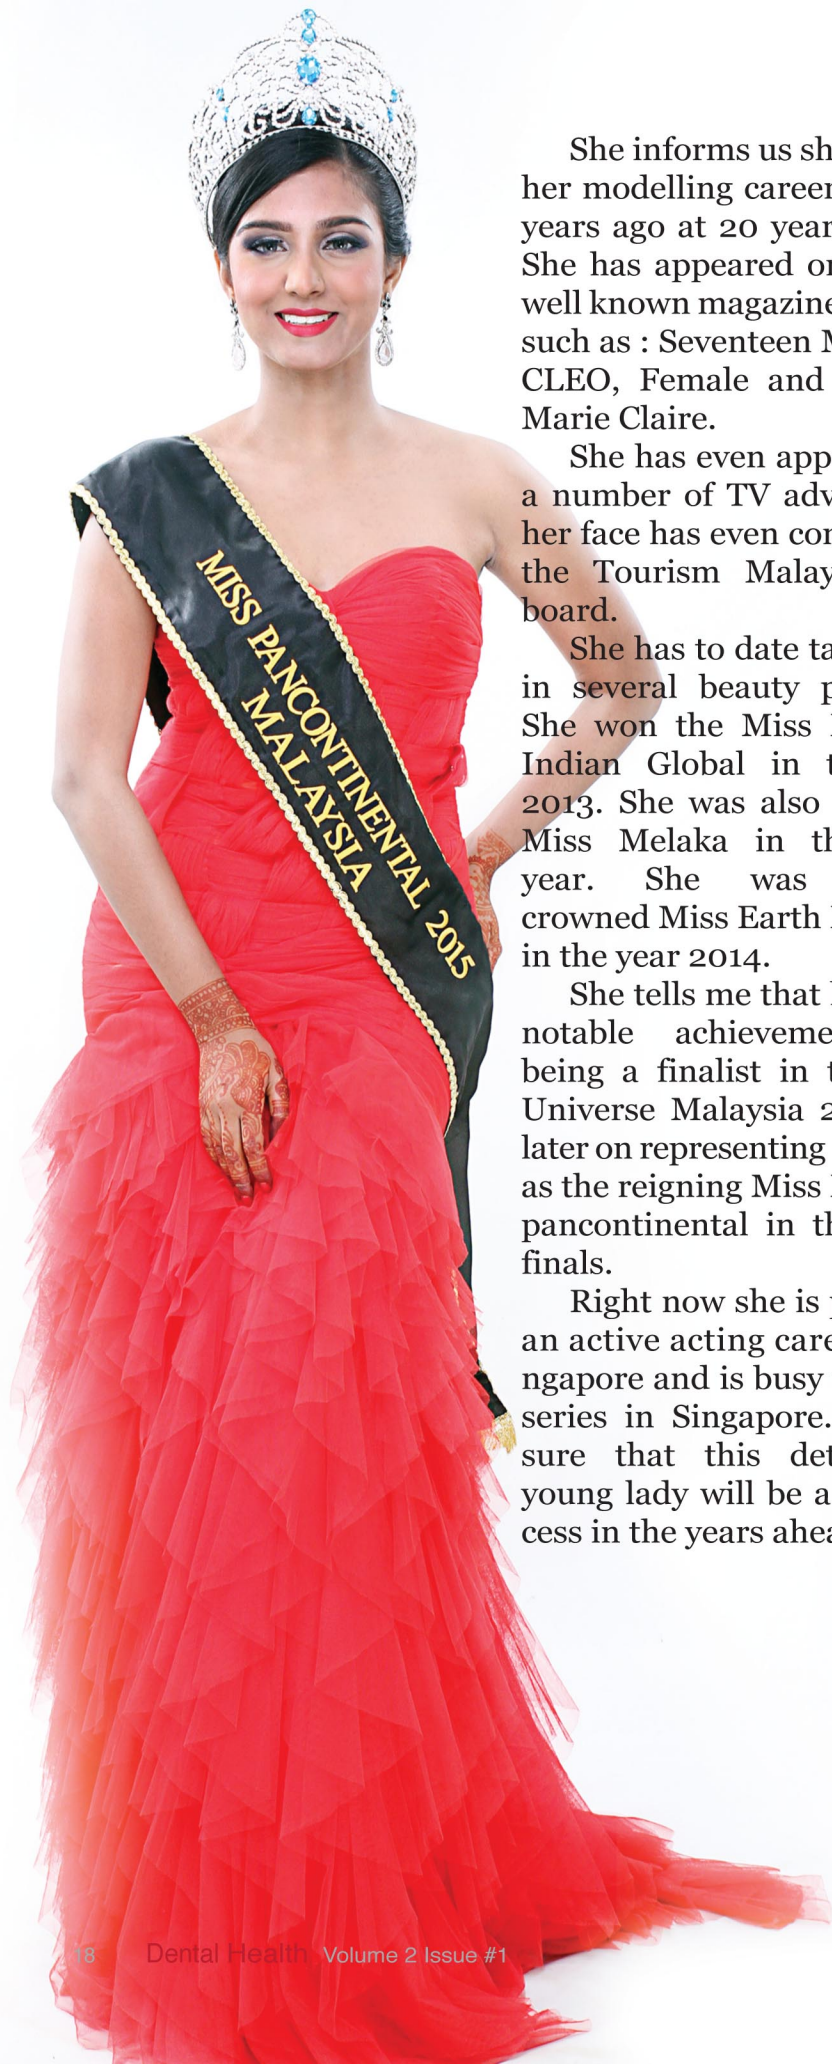 MISS PANCONTINENTAL 2015
MALAYSIA
She informs us sh
her modelling career
years ago at 20 year
She has appeared or
well known magazine
such as : Seventeen M
CLEO, Female and
Marie Claire.
She has even app
a number of TV adv
her face has even cor
the Tourism Malay
board.
She has to date ta
in several beauty p
She won the Miss
Indian Global in t
2013. She was also
Miss Melaka in th
year. She was
crowned Miss Earth
in the year 2014.
She tells me that
notable achieveme
being a finalist in t
Universe Malaysia 2
later on representing
as the reigning Miss
pancontinental in th
finals.
Right now she is
an active acting care
ngapore and is busy
series in Singapore.
sure that this det
young lady will be a
cess in the years ahea
18 Dental Health Volume 2 Issue #1